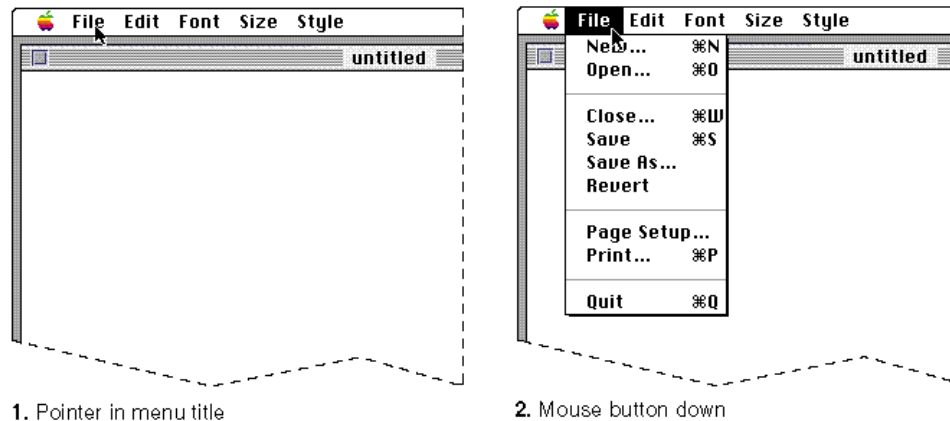 File Edit Font Size Style
untitled
1. Pointer in menu title
File Edit Font Size Style
untitled
New... ⌘N
Open... ⌘O
Close... ⌘W
Save ⌘S
Save As...
Revert
Page Setup...
Print... ⌘P
Quit ⌘Q
2. Mouse button down